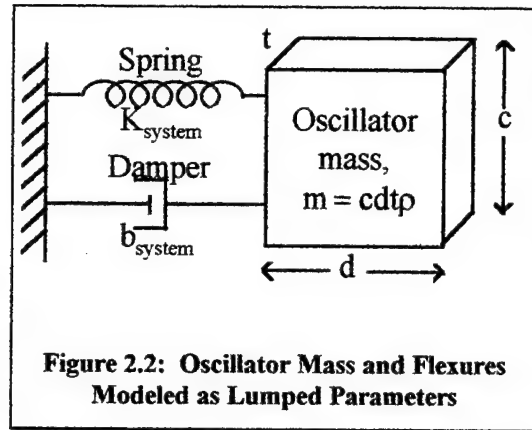 t
Spring
K_system
Damper
b_system
Oscillator
mass,
m = cdtρ
c
d
Figure 2.2: Oscillator Mass and Flexures
Modeled as Lumped Parameters